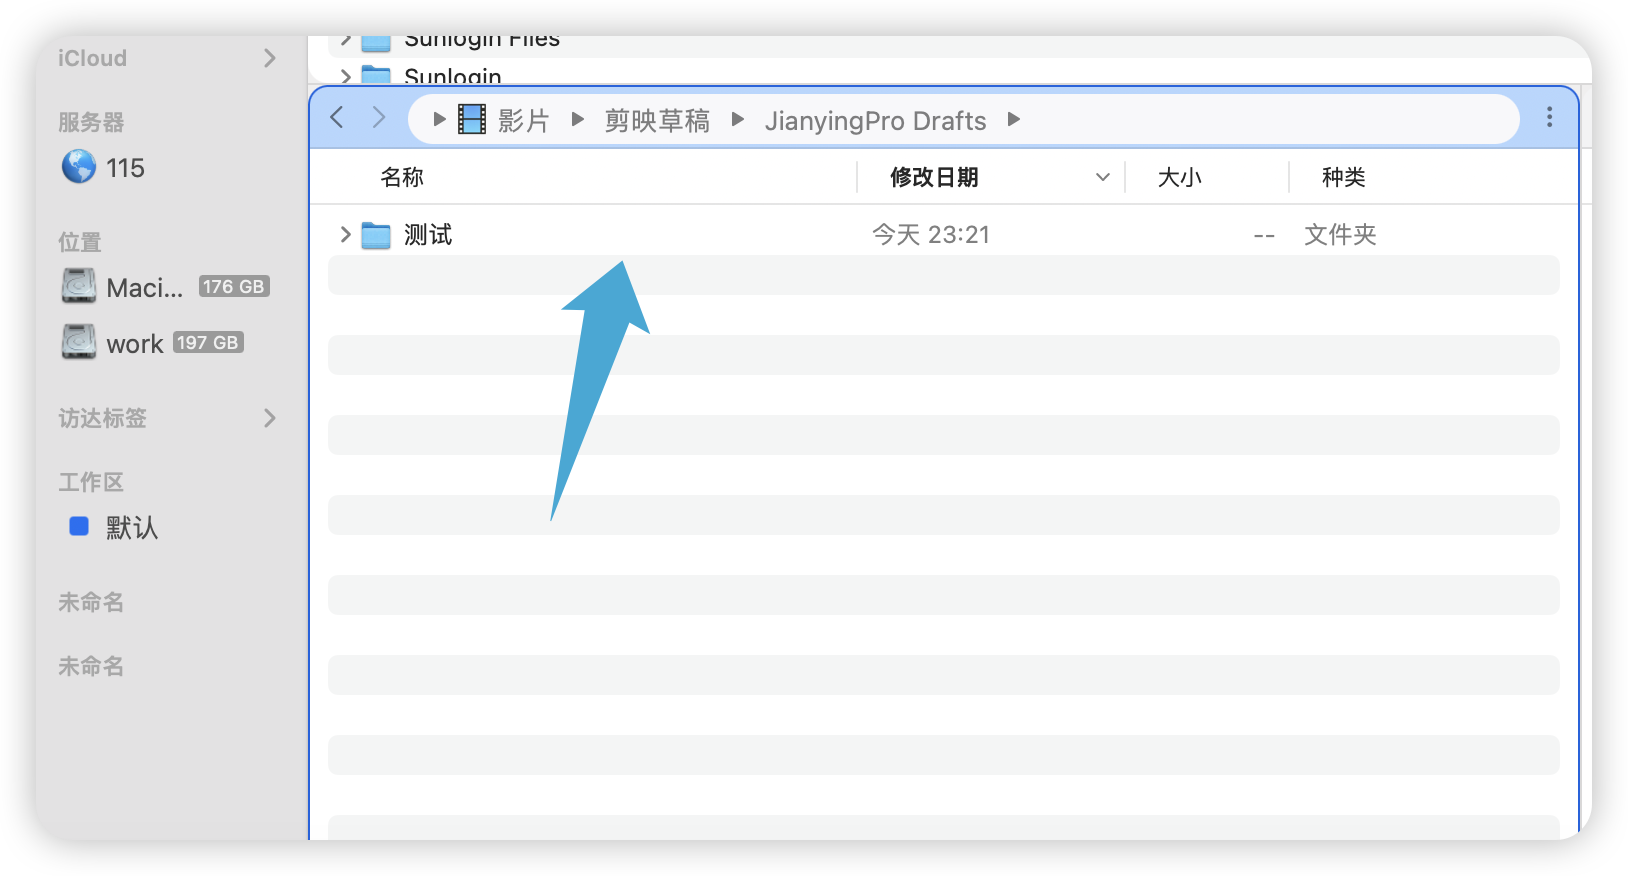 iCloud
服务器
115
位置
Maci... 176 GB
work 197 GB
访达标签
工作区
默认
未命名
未命名
Sunlogin Files
Sunlogin
影片 剪映草稿 JianyingPro Drafts
名称 修改日期 大小 种类
测试 今天 23:21 -- 文件夹